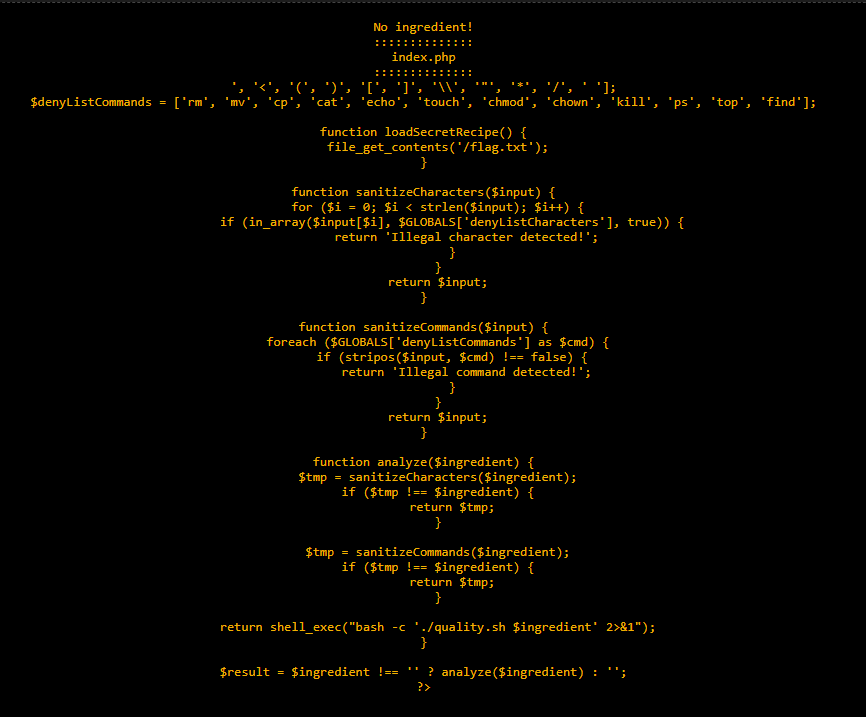 No ingredient!
::::::::::::::
index.php
::::::::::::::
', '<', '(', ')', '[', ']', '\\', '"', '*', '/', ' '];
$denyListCommands = ['rm', 'mv', 'cp', 'cat', 'echo', 'touch', 'chmod', 'chown', 'kill', 'ps', 'top', 'find'];
function loadSecretRecipe() {
file_get_contents('/flag.txt');
}
function sanitizeCharacters($input) {
for ($i = 0; $i < strlen($input); $i++) {
if (in_array($input[$i], $GLOBALS['denyListCharacters'], true)) {
return 'Illegal character detected!';
}
}
return $input;
}
function sanitizeCommands($input) {
foreach ($GLOBALS['denyListCommands'] as $cmd) {
if (stripos($input, $cmd) !== false) {
return 'Illegal command detected!';
}
}
return $input;
}
function analyze($ingredient) {
$tmp = sanitizeCharacters($ingredient);
if ($tmp !== $ingredient) {
return $tmp;
}
$tmp = sanitizeCommands($ingredient);
if ($tmp !== $ingredient) {
return $tmp;
}
return shell_exec("bash -c './quality.sh $ingredient' 2>&1");
}
$result = $ingredient !== '' ? analyze($ingredient) : '';
?>